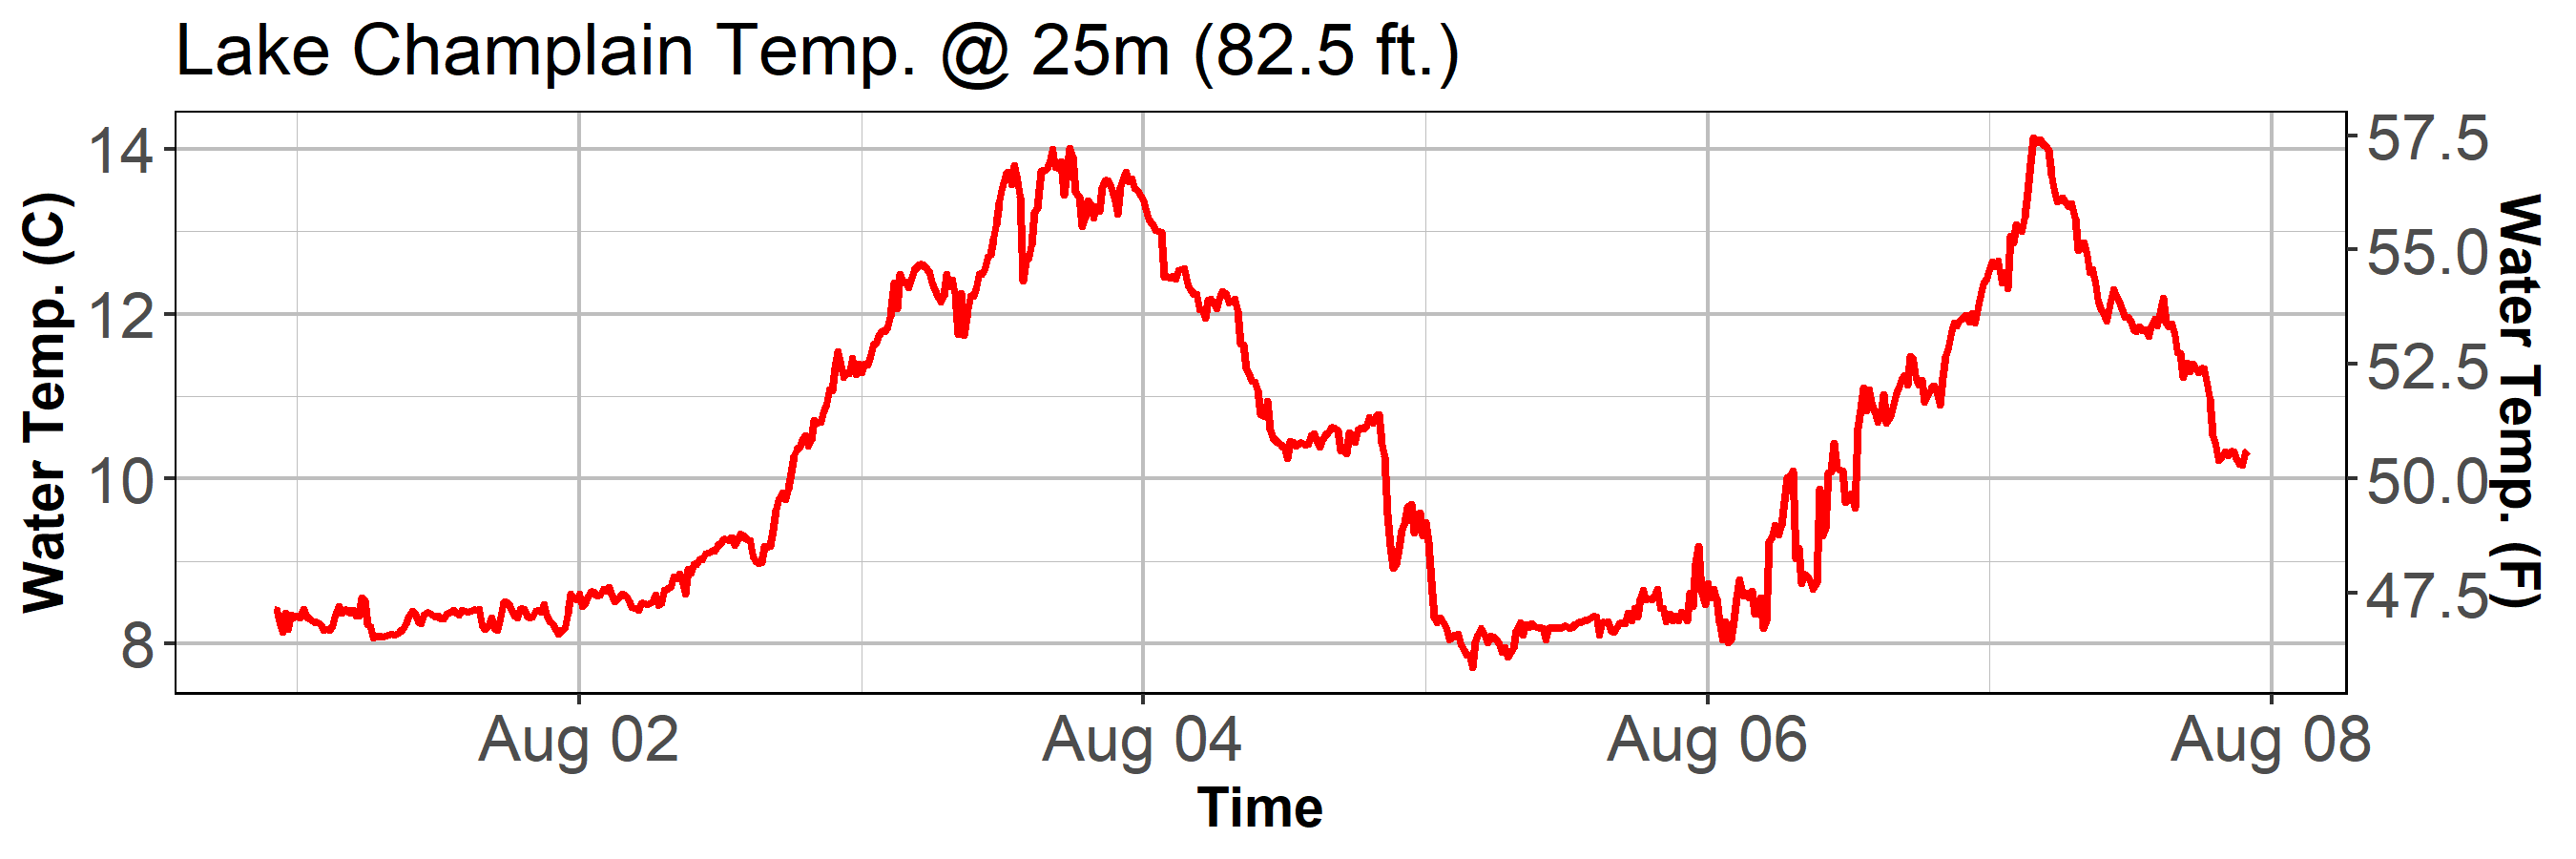 Lake Champlain Temp. @ 25m (82.5 ft.)
Water Temp. (C)
14
12
10
8
57.5
55.0
52.5
50.0
47.5
Water Temp. (F)
Aug 02 Aug 04 Aug 06 Aug 08
Time